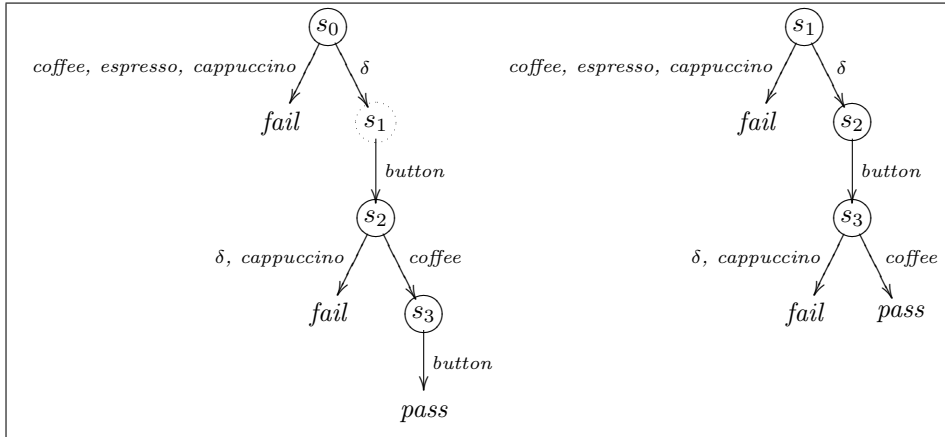 s0 s1
coffee, espresso, cappuccino δ coffee, espresso, cappuccino δ
fail s1 fail s2
button button
s2 s3
δ, cappuccino coffee δ, cappuccino coffee
fail s3 fail pass
button
pass